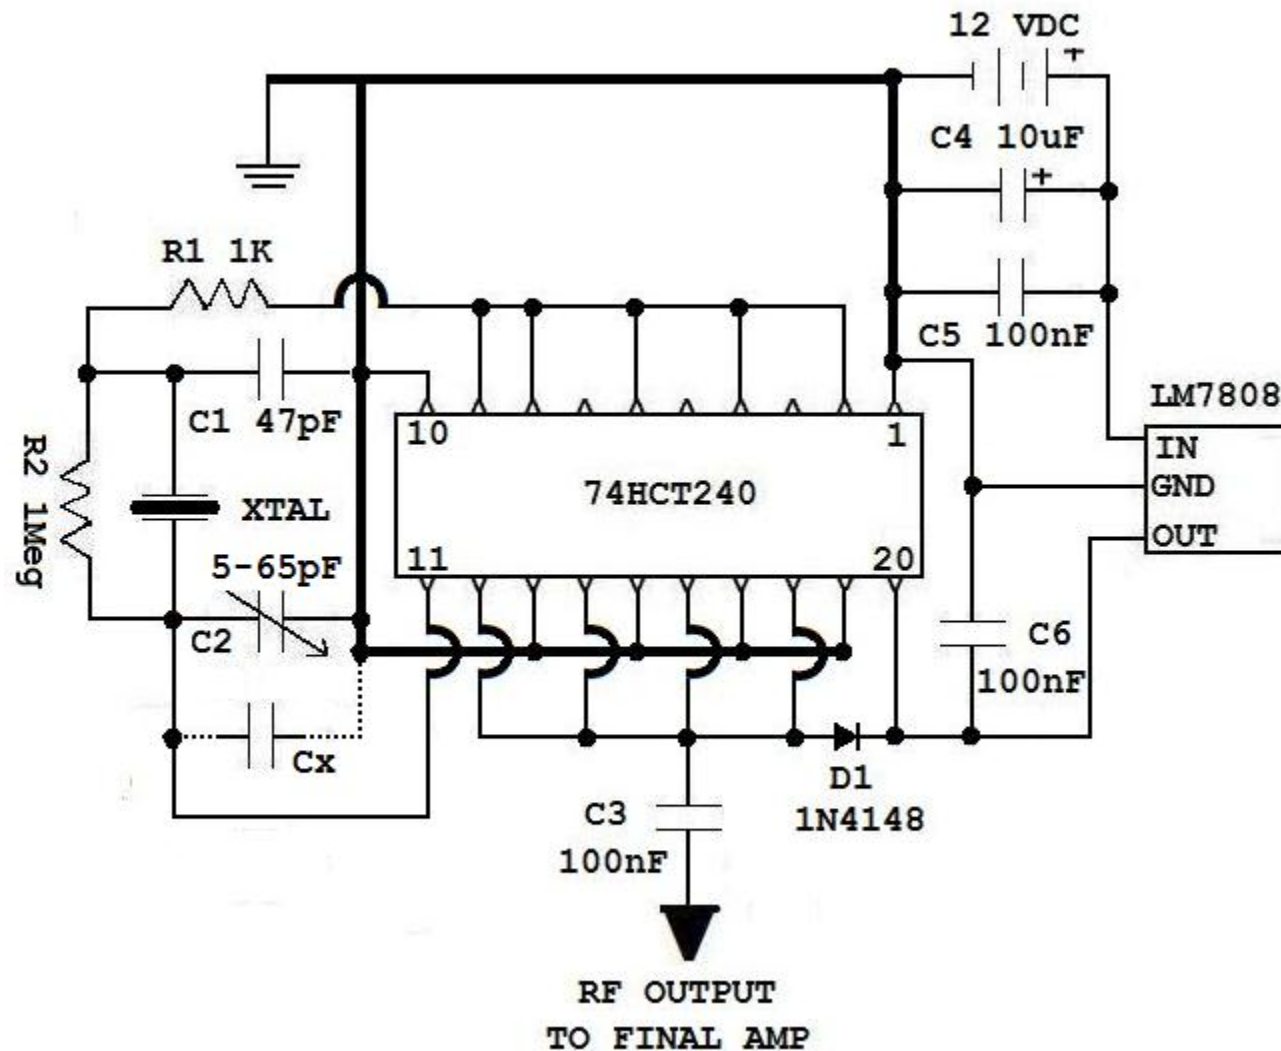 12 VDC
+
C4 10uF
+
R1 1K
C5 100nF
LM7808
C1 47pF
10
1
IN
R2 1Meg
XTAL
74HCT240
GND
OUT
5-65pF
11
20
C2
C6
100nF
Cx
D1
1N4148
C3
100nF
RF OUTPUT
TO FINAL AMP